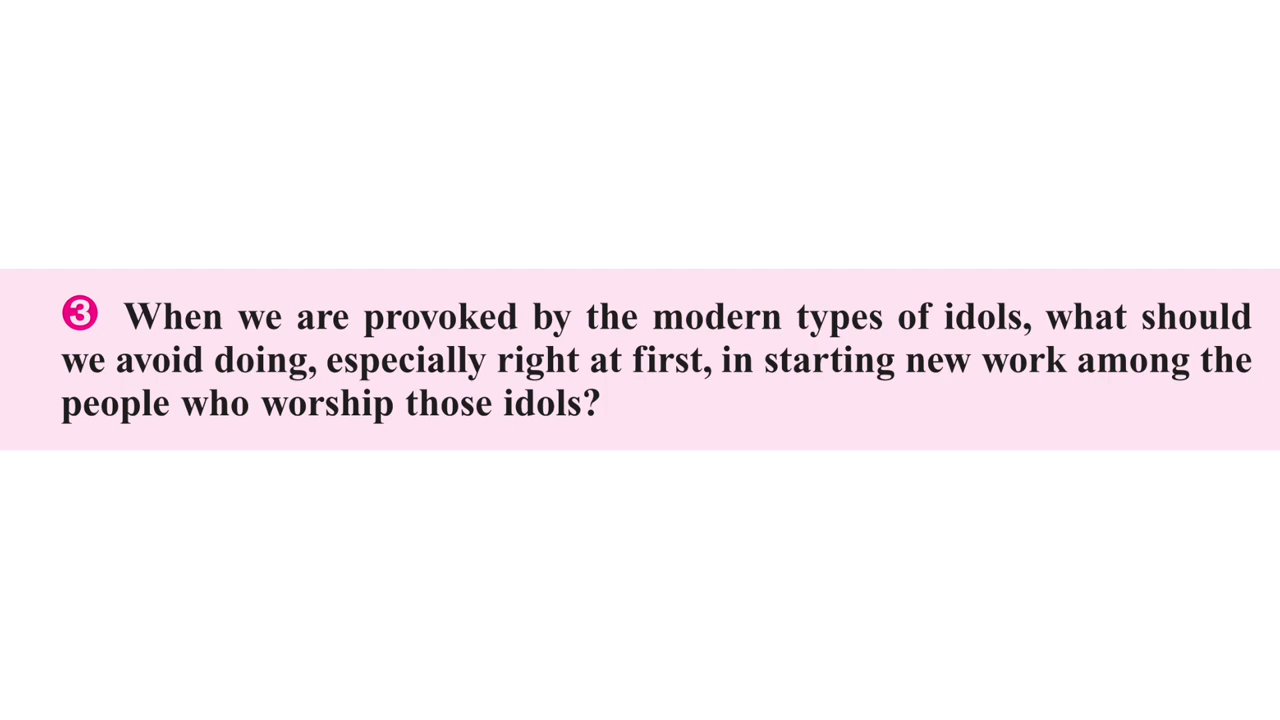 ❸ When we are provoked by the modern types of idols, what should
we avoid doing, especially right at first, in starting new work among the
people who worship those idols?